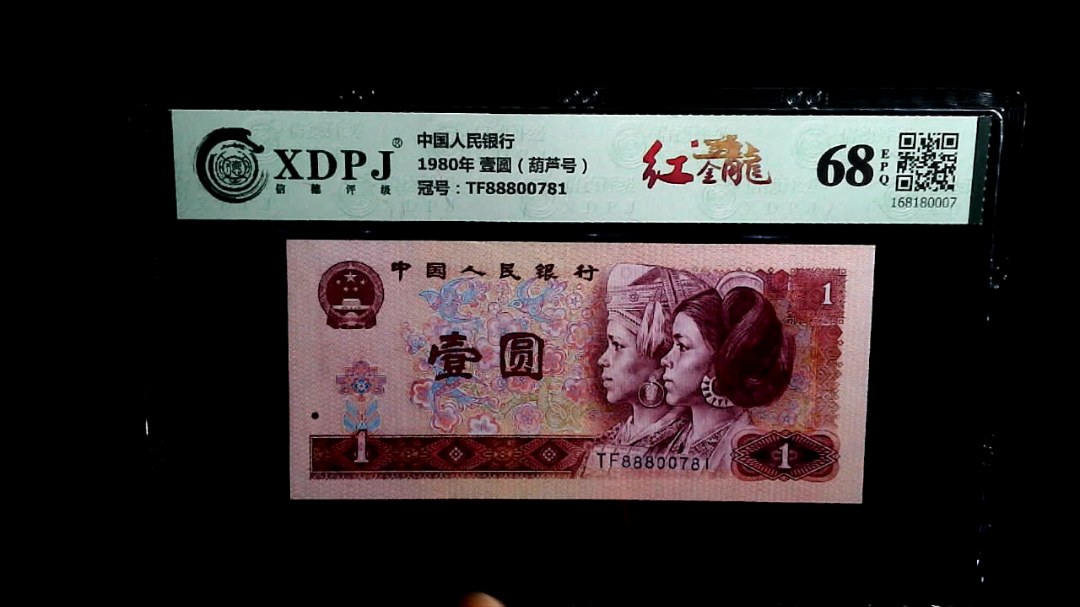 XDPJ®
信德评级
中国人民银行
1980年 壹圆（葫芦号）
冠号：TF88800781
红金龍
68
EPQ
168180007
中国人民银行
1
壹圆
1
TF88800781
1